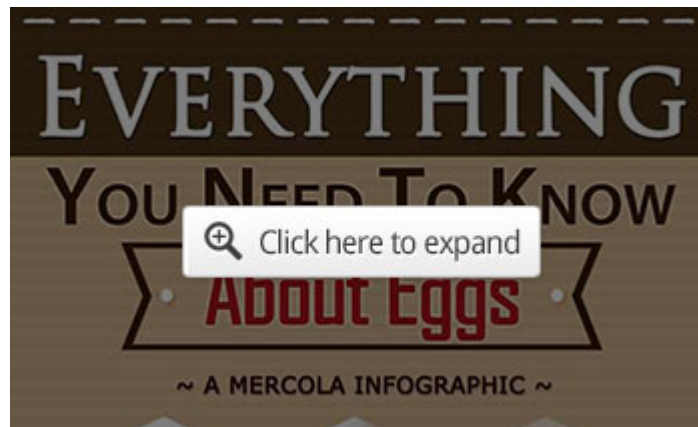 EVERYTHING
YOU NEED TO KNOW
Click here to expand
About Eggs
~ A MERCOLA INFOGRAPHIC ~